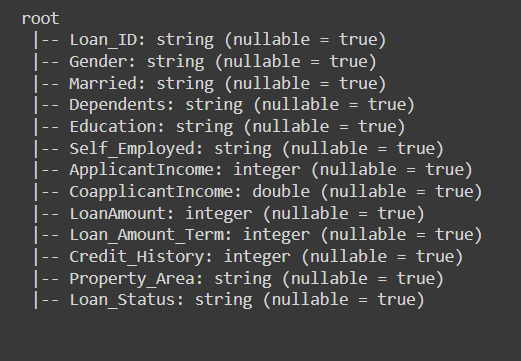 root
 |-- Loan_ID: string (nullable = true)
 |-- Gender: string (nullable = true)
 |-- Married: string (nullable = true)
 |-- Dependents: string (nullable = true)
 |-- Education: string (nullable = true)
 |-- Self_Employed: string (nullable = true)
 |-- ApplicantIncome: integer (nullable = true)
 |-- CoapplicantIncome: double (nullable = true)
 |-- LoanAmount: integer (nullable = true)
 |-- Loan_Amount_Term: integer (nullable = true)
 |-- Credit_History: integer (nullable = true)
 |-- Property_Area: string (nullable = true)
 |-- Loan_Status: string (nullable = true)